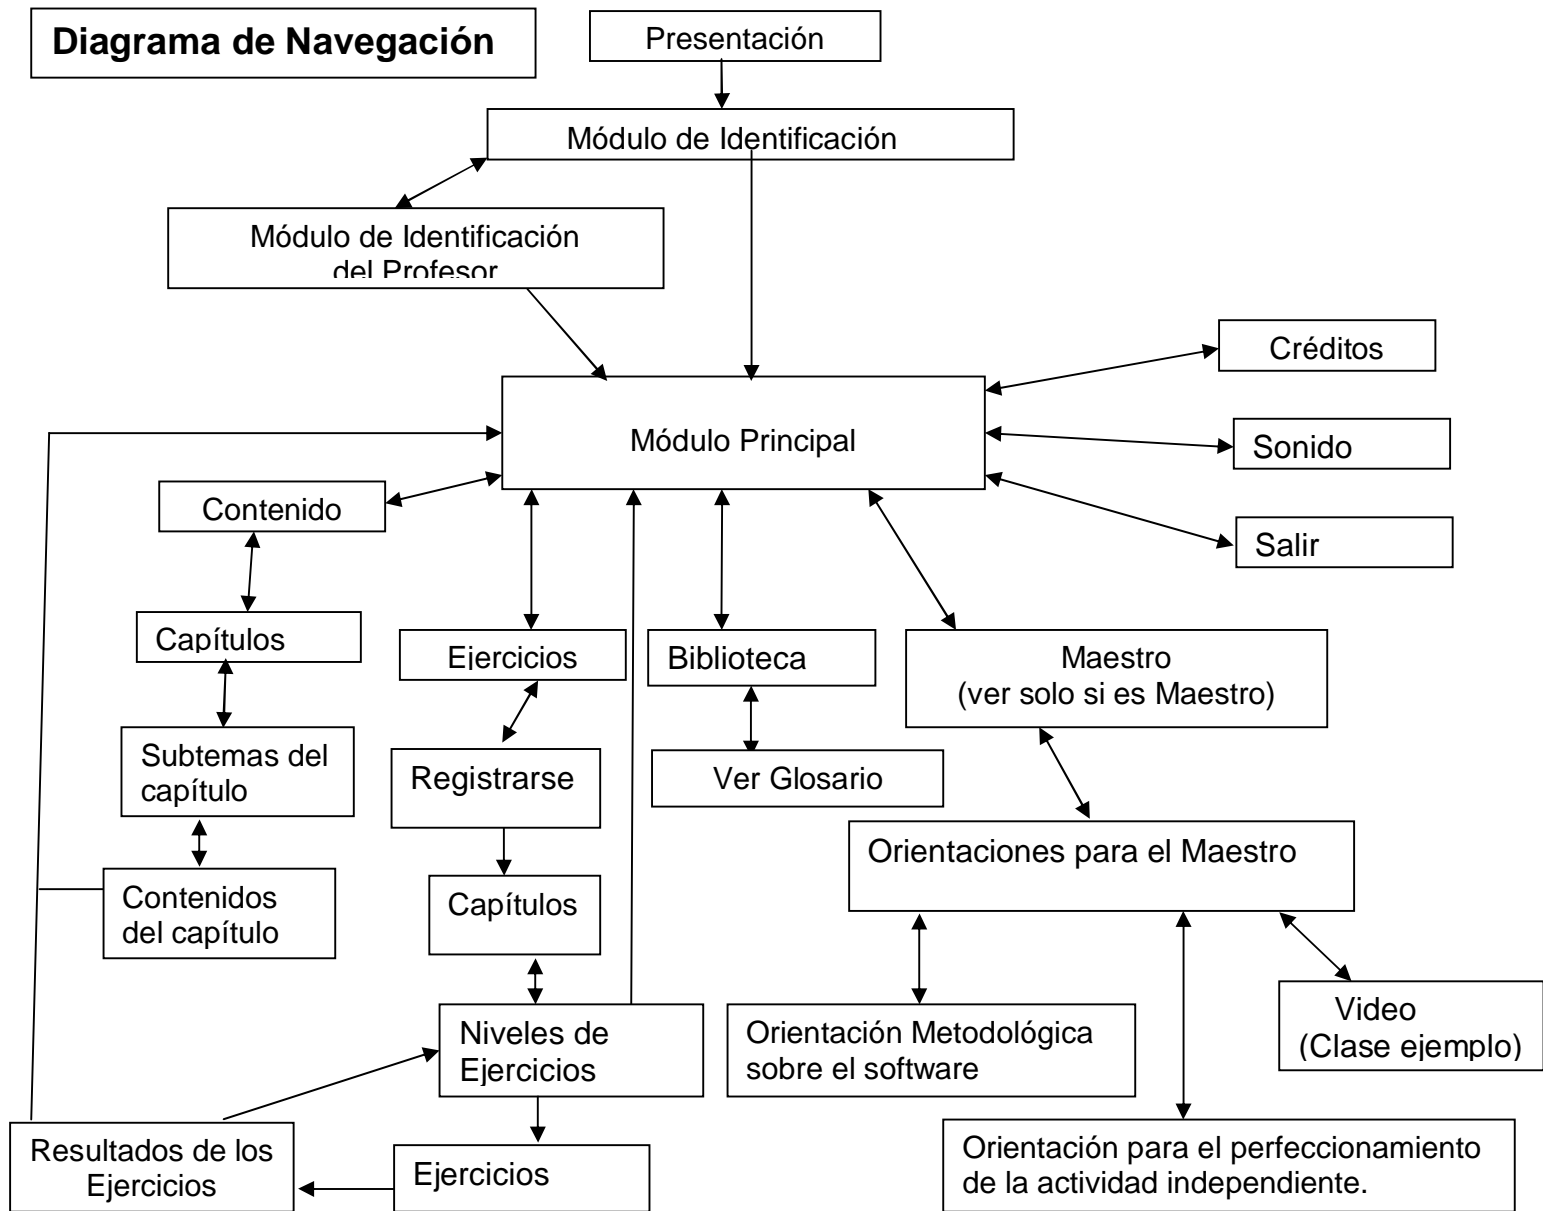 Diagrama de Navegación
Presentación
Módulo de Identificación
Módulo de Identificación
del Profesor
Créditos
Módulo Principal
Sonido
Contenido
Salir
Capítulos
Ejercicios
Biblioteca
Maestro
(ver solo si es Maestro)
Subtemas del
capítulo
Registrarse
Ver Glosario
Orientaciones para el Maestro
Contenidos
del capítulo
Capítulos
Niveles de
Ejercicios
Orientación Metodológica
sobre el software
Video
(Clase ejemplo)
Resultados de los
Ejercicios
Ejercicios
Orientación para el perfeccionamiento
de la actividad independiente.